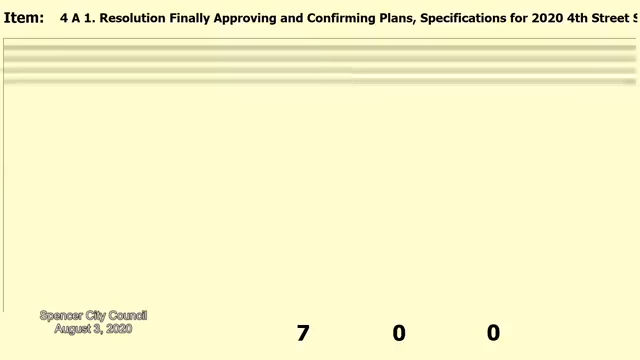 Item: 4 A 1. Resolution Finally Approving and Confirming Plans, Specifications for 2020 4th Street S
Spencer City Council
August 3, 2020
7 0 0